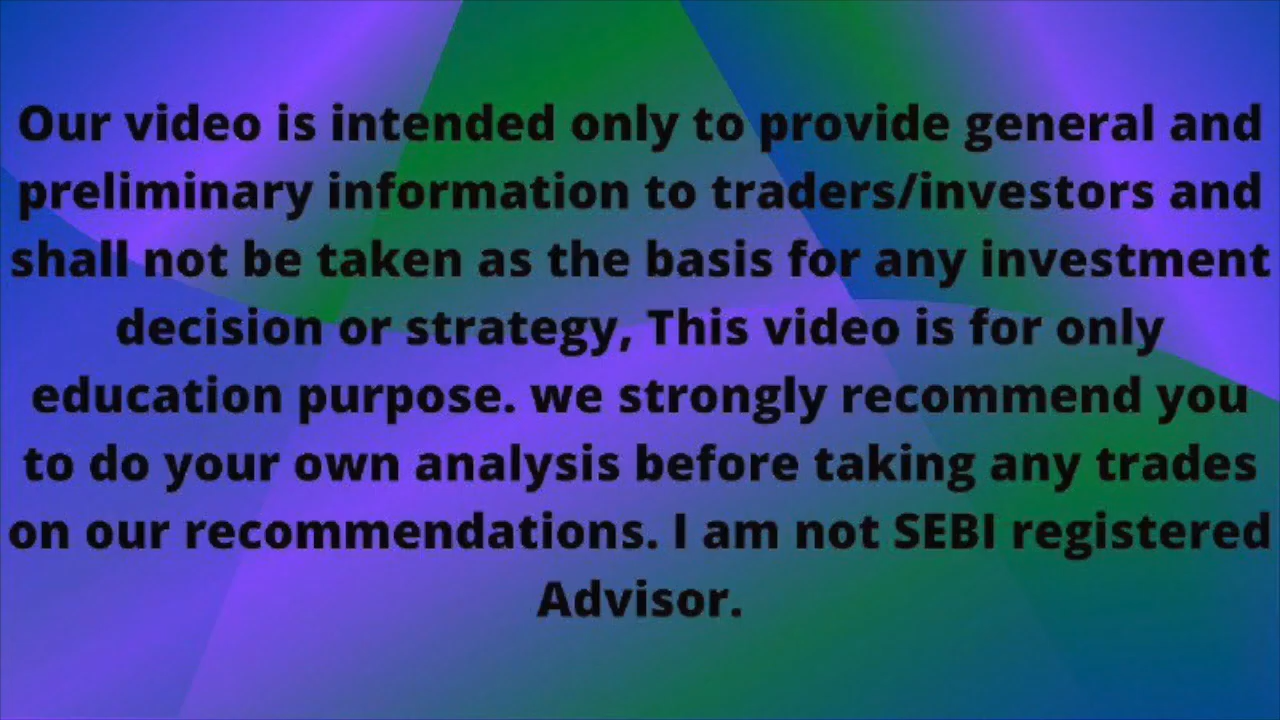 Our video is intended only to provide general and
preliminary information to traders/investors and
shall not be taken as the basis for any investment
decision or strategy, This video is for only
education purpose. we strongly recommend you
to do your own analysis before taking any trades
on our recommendations. I am not SEBI registered
Advisor.